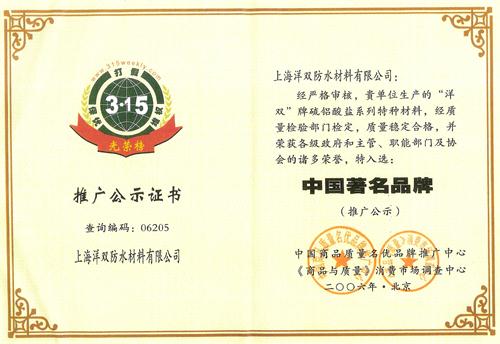 www.315weekly.com
打假
3·15
光荣榜
推广公示证书
查询编码：06205
上海洋双防水材料有限公司
上海洋双防水材料有限公司：
经严格审核，贵单位生产的“洋
双”牌硫铝酸盐系列特种材料，经质
量检验部门检定，质量稳定合格，并
荣获各级政府和主管、职能部门及协
会的诸多荣誉，特入选：
中国著名品牌
（推广公示）
中国商品质量名优品牌推广中心
《商品与质量》消费市场调查中心
二〇〇六年·北京